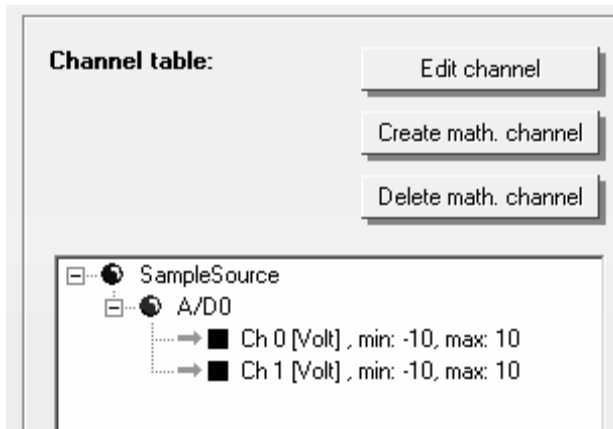 Channel table:
Edit channel
Create math. channel
Delete math. channel
SampleSource
A/D0
Ch 0 [Volt] , min: -10, max: 10
Ch 1 [Volt] , min: -10, max: 10